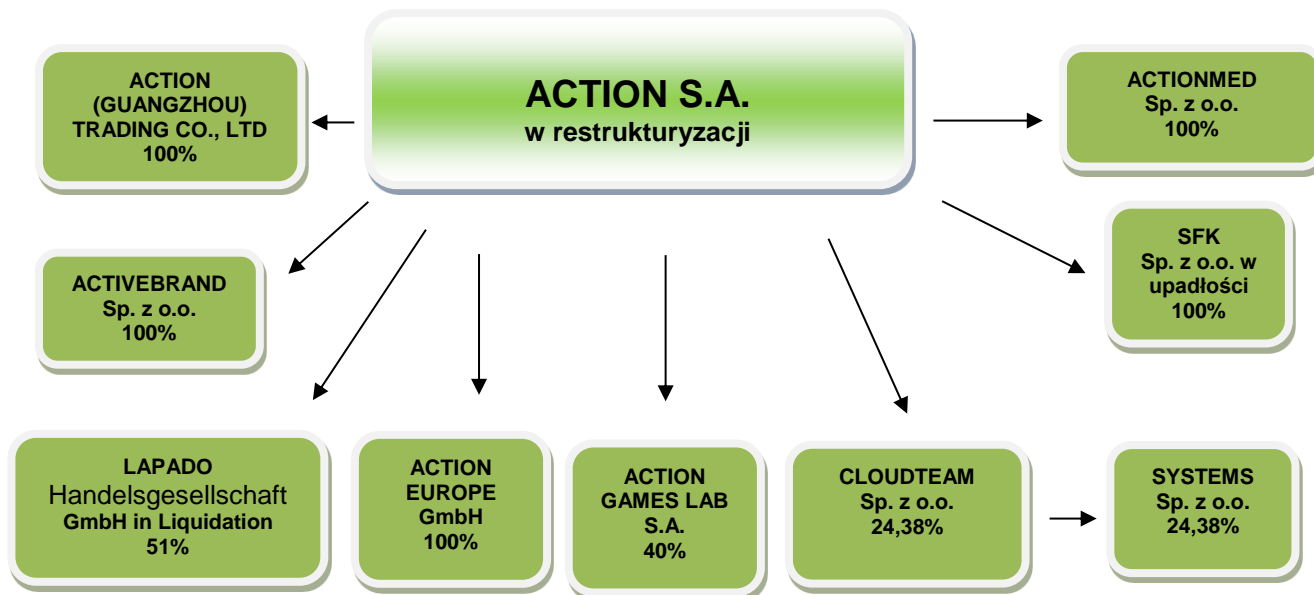 ACTION S.A.
w restrukturyzacji
ACTION
(GUANGZHOU)
TRADING CO., LTD
100%
ACTIONMED
Sp. z o.o.
100%
ACTIVEBRAND
Sp. z o.o.
100%
SFK
Sp. z o.o. w
upadłości
100%
LAPADO
Handelsgesellschaft
GmbH in Liquidation
51%
ACTION
EUROPE
GmbH
100%
ACTION
GAMES LAB
S.A.
40%
CLOUDTEAM
Sp. z o.o.
24,38%
SYSTEMS
Sp. z o.o.
24,38%